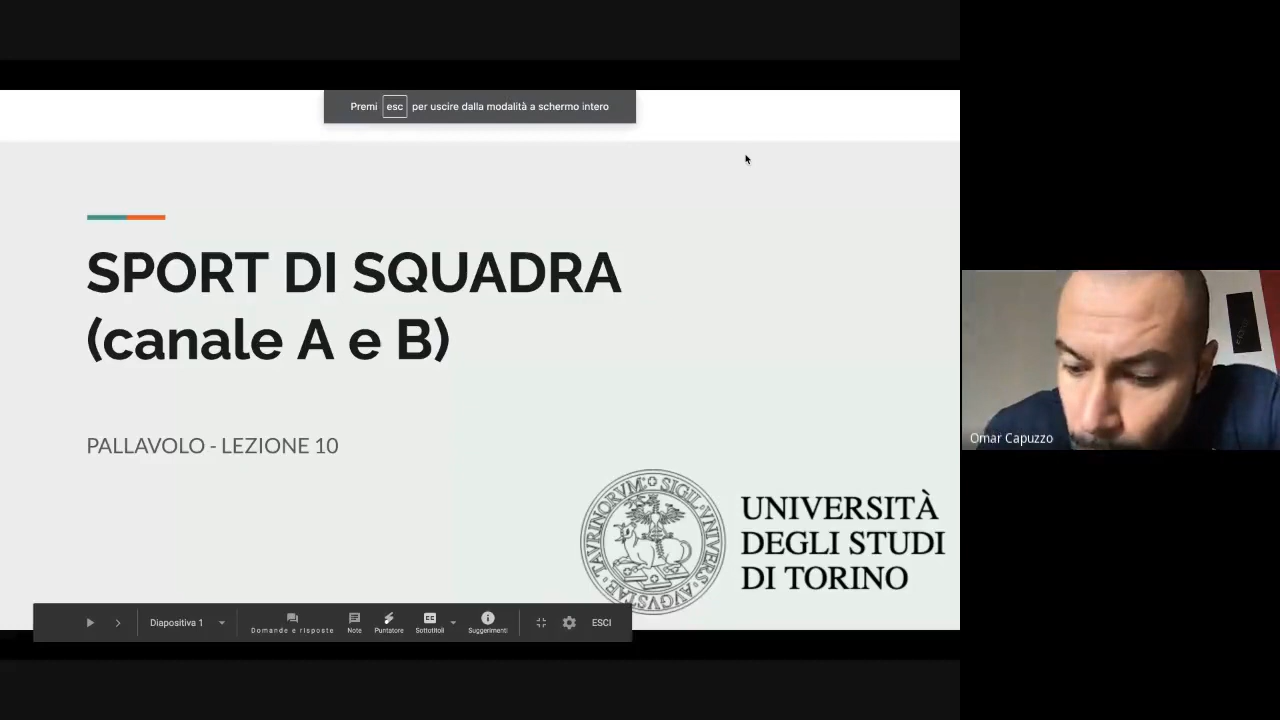 Premi esc per uscire dalla modalità a schermo intero
SPORT DI SQUADRA
(canale A e B)
PALLAVOLO - LEZIONE 10
UNIVERSITÀ
DEGLI STUDI
DI TORINO
Diapositiva 1
Domande e risposte
Note
Puntatore
Sottotitoli
Suggerimenti
ESCI
Omar Capuzzo